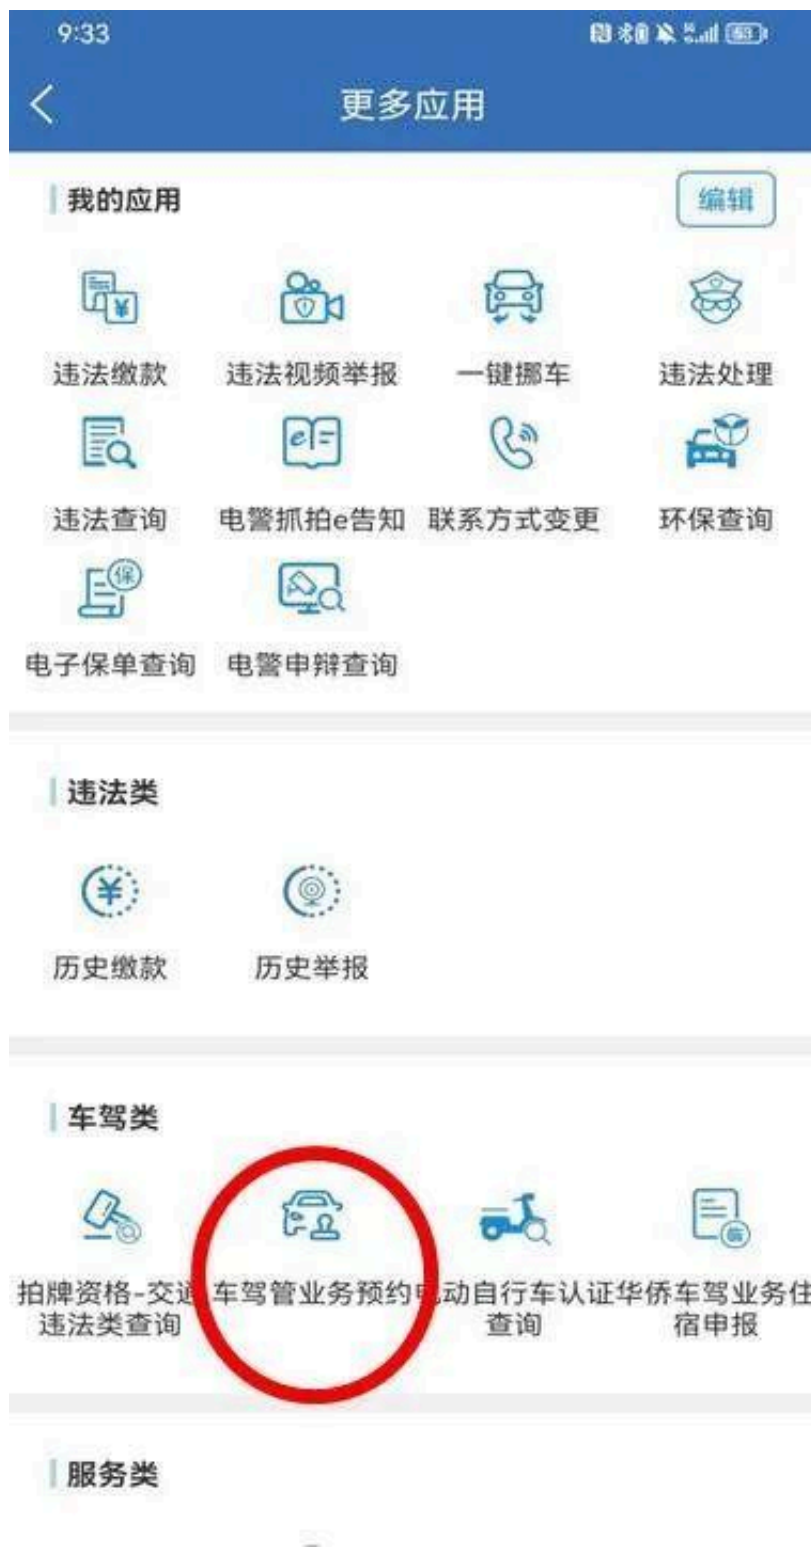 9:33
63
更多应用
我的应用
编辑
违法缴款 违法视频举报 一键挪车 违法处理
违法查询 电警抓拍e告知 联系方式变更 环保查询
保
电子保单查询 电警申辩查询
违法类
历史缴款 历史举报
车驾类
拍牌资格-交通 车驾管业务预约 电动自行车认证 华侨车驾业务住
违法类查询 查询 宿申报
服务类